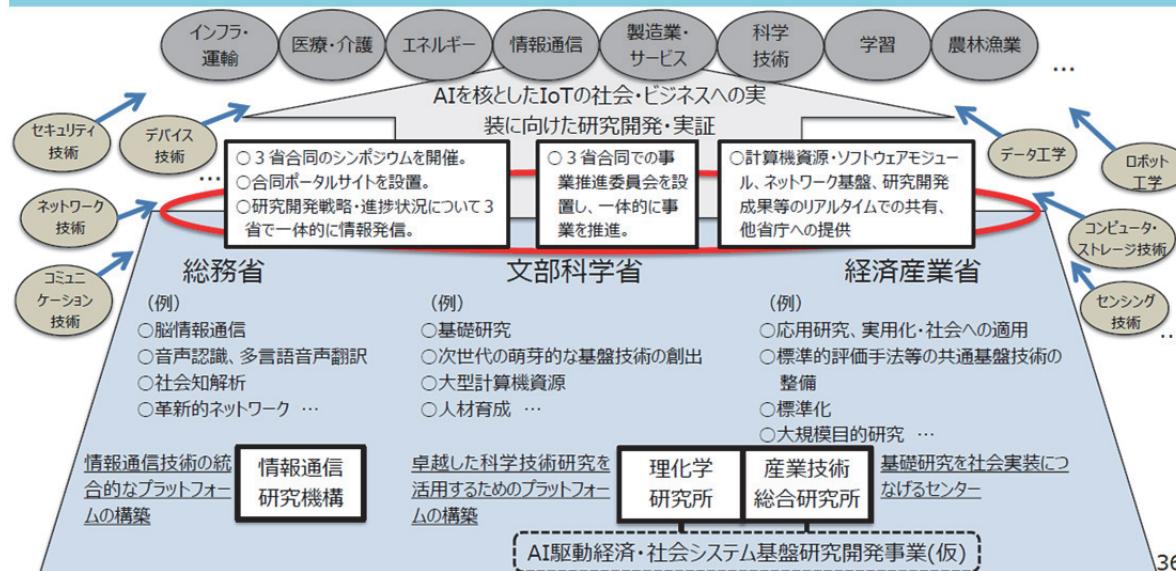 インフラ・
運輸
医療・介護
エネルギー
情報通信
製造業・
サービス
科学
技術
学習
農林漁業
…
AIを核としたIoTの社会・ビジネスへの実
装に向けた研究開発・実証
セキュリティ
技術
デバイス
技術
…
ネットワーク
技術
コミュニ
ケーション
技術
データ工学
ロボット
工学
コンピュータ・
ストレージ技術
センシング
技術
…
○３省合同のシンポジウムを開催。
○合同ポータルサイトを設置。
○研究開発戦略・進捗状況について３
省で一体的に情報発信。
○３省合同での事
業推進委員会を設
置し、一体的に事
業を推進。
○計算機資源・ソフトウェアモジュー
ル、ネットワーク基盤、研究開発
成果等のリアルタイムでの共有、
他省庁への提供
総務省
（例）
○脳情報通信
○音声認識、多言語音声翻訳
○社会知解析
○革新的ネットワーク …
文部科学省
（例）
○基礎研究
○次世代の萌芽的な基盤技術の創出
○大型計算機資源
○人材育成 …
経済産業省
（例）
○応用研究、実用化・社会への適用
○標準的評価手法等の共通基盤技術の
整備
○標準化
○大規模目的研究 …
情報通信技術の統
合的なプラットフォー
ムの構築
情報通信
研究機構
卓越した科学技術研究を
活用するためのプラットフォー
ムの構築
理化学
研究所
産業技術
総合研究所
基礎研究を社会実装につ
なげるセンター
AI駆動経済・社会システム基盤研究開発事業(仮)
36